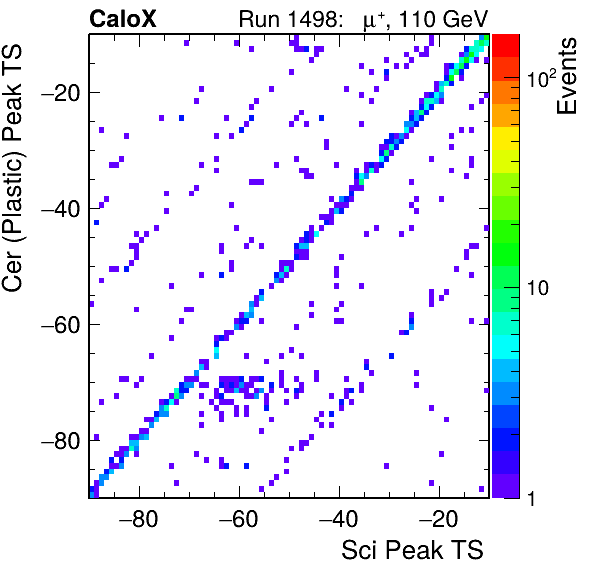 CaloX Run 1498: μ⁺, 110 GeV
Cer (Plastic) Peak TS
−20
−40
−60
−80
−80 −60 −40 −20
Sci Peak TS
Events
10²
10
1